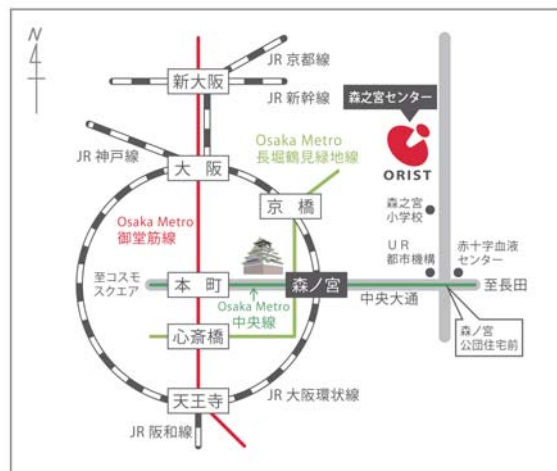 N
JR 京都線
新大阪
JR 新幹線
森之宮センター
JR 神戸線
大阪
Osaka Metro
長堀鶴見緑地線
ORIST
京橋
森之宮
小学校
Osaka Metro
御堂筋線
UR
都市機構
赤十字血液
センター
至コスモ
スクエア
本町
森ノ宮
至長田
Osaka Metro
中央線
中央大通
心斎橋
森ノ宮
公団住宅前
天王寺
JR 大阪環状線
JR 阪和線